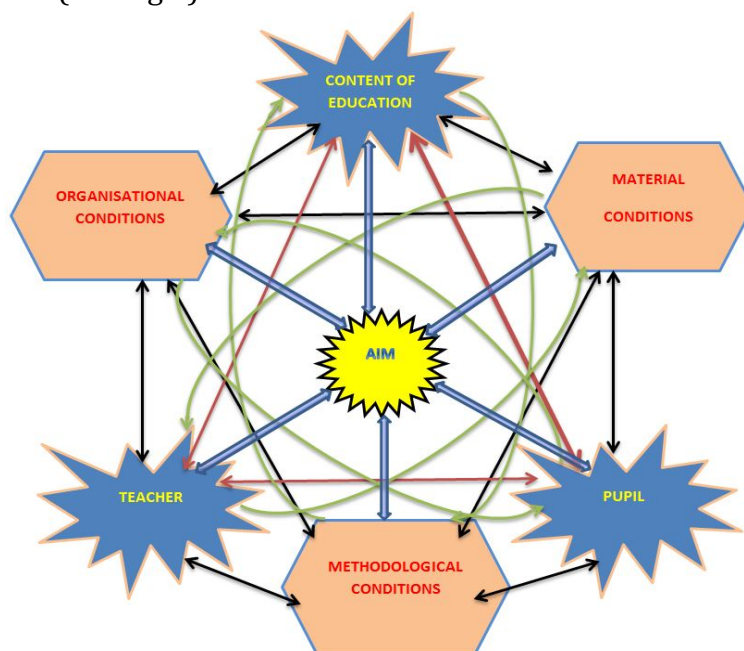 CONTENT OF
EDUCATION
ORGANISATIONAL
CONDITIONS
MATERIAL
CONDITIONS
AIM
TEACHER
PUPIL
METHODOLOGICAL
CONDITIONS